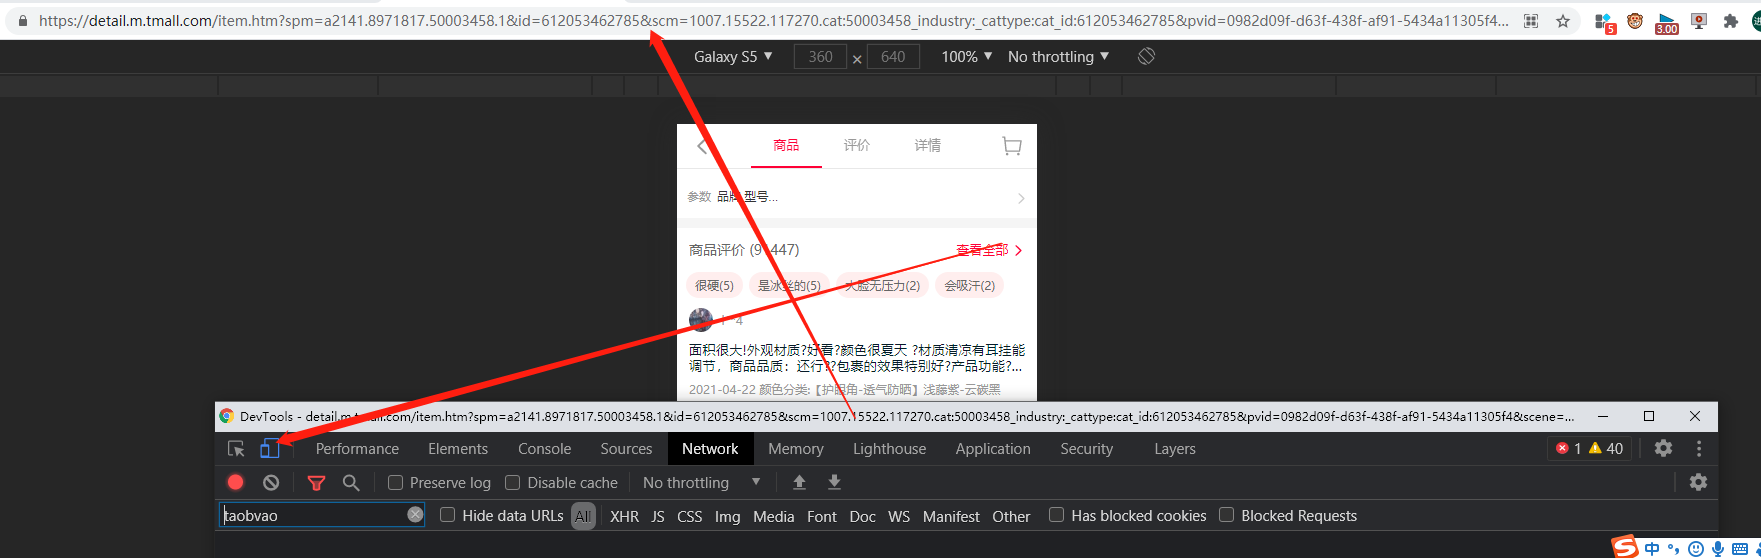 https://detail.m.tmall.com/item.htm?spm=a2141.8971817.50003458.1&id=612053462785&scm=1007.15522.117270.cat:50003458_industry:_cattype:cat_id:612053462785&pvid=0982d09f-d63f-438f-af91-5434a11305f4...
5
3.00
Galaxy S5 360 × 640 100% No throttling
商品 评价 详情
参数 品牌 型号...
商品评价 447) 查看全部
很硬(5) 是冰丝的(5) 大脸无压力(2) 会吸汗(2)
4
面积很大!外观材质?好看?颜色很夏天 ?材质清凉有耳挂能
调节，商品品质：还行??包裹的效果特别好?产品功能?...
2021-04-22 颜色分类:【护眼角-透气防晒】浅藤紫-云碳黑
DevTools - detail.m.tmall.com/item.htm?spm=a2141.8971817.50003458.1&id=612053462785&scm=1007.15522.117270.cat:50003458_industry:_cattype:cat_id:612053462785&pvid=0982d09f-d63f-438f-af91-5434a11305f4&scene=...
Performance Elements Console Sources Network Memory Lighthouse Application Security Layers 1 40
Preserve log Disable cache No throttling
taobvao Hide data URLs All XHR JS CSS Img Media Font Doc WS Manifest Other Has blocked cookies Blocked Requests
S 中